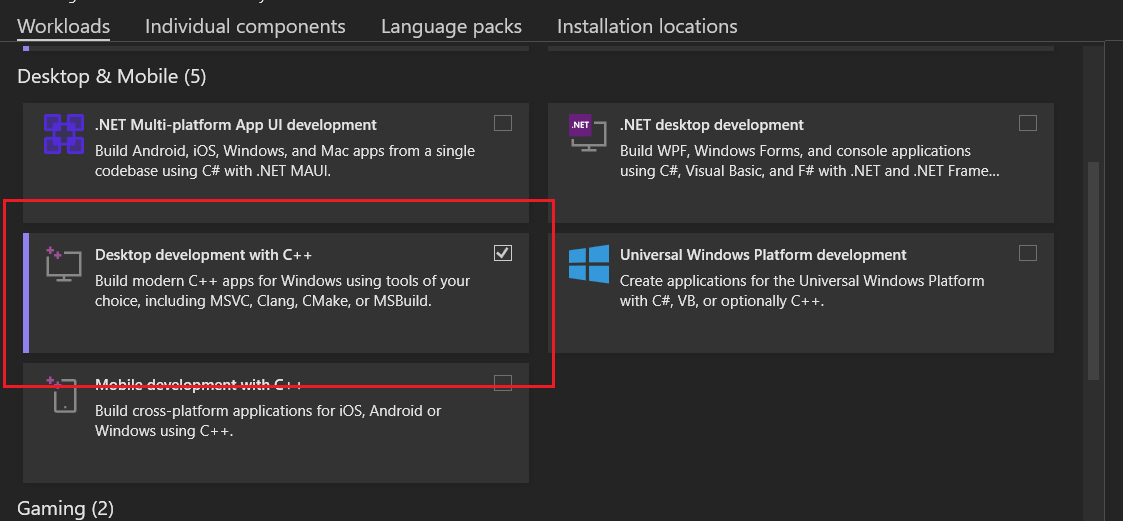 Workloads Individual components Language packs Installation locations
Desktop & Mobile (5)
.NET Multi-platform App UI development
Build Android, iOS, Windows, and Mac apps from a single
codebase using C# with .NET MAUI.
.NET
.NET desktop development
Build WPF, Windows Forms, and console applications
using C#, Visual Basic, and F# with .NET and .NET Frame...
Desktop development with C++
Build modern C++ apps for Windows using tools of your
choice, including MSVC, Clang, CMake, or MSBuild.
Universal Windows Platform development
Create applications for the Universal Windows Platform
with C#, VB, or optionally C++.
Mobile development with C++
Build cross-platform applications for iOS, Android or
Windows using C++.
Gaming (2)